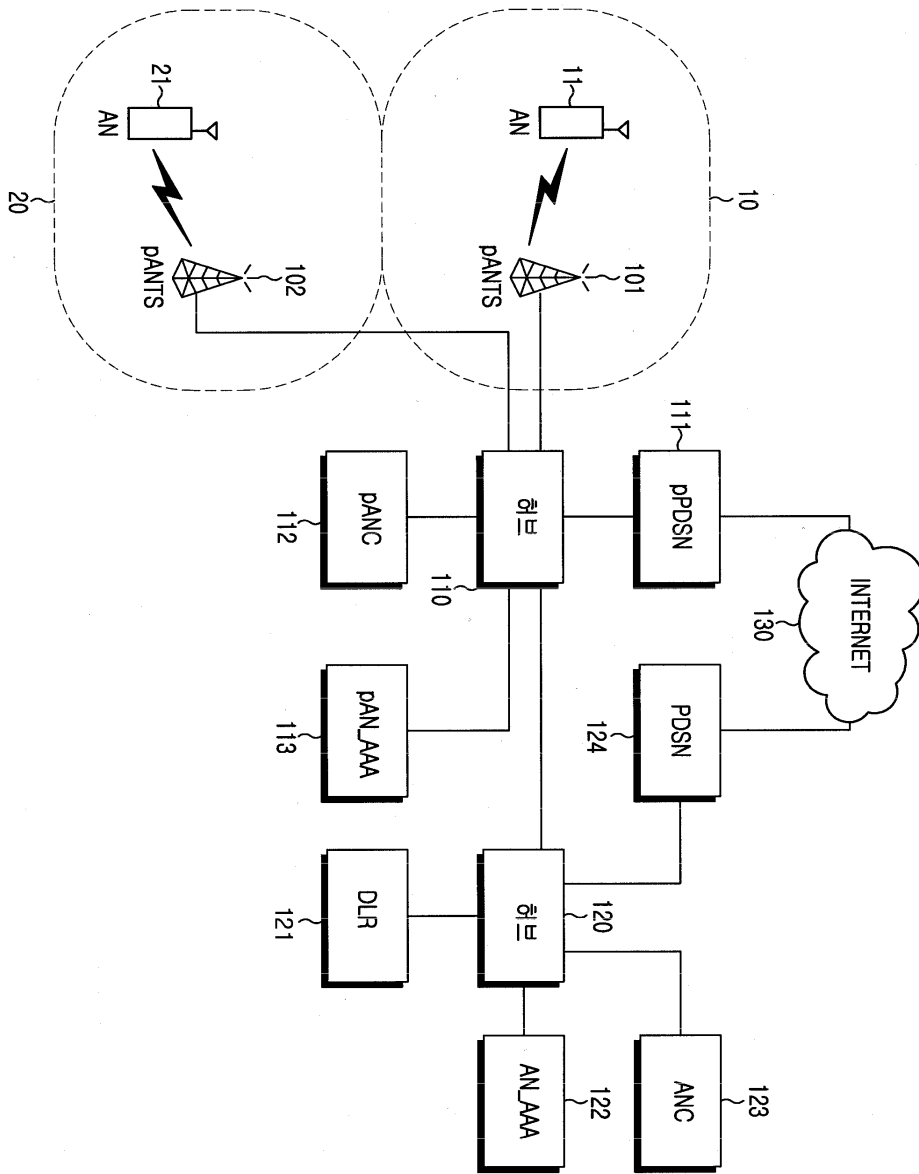 INTERNET
130
10
123
111
pPDSN
PDSN
ANC
101
124
120
122
11
AN
pANTS
허브
허브
AN_AAA
110
pANC
pAN_AAA
DLR
112
113
121
102
21
AN
pANTS
20